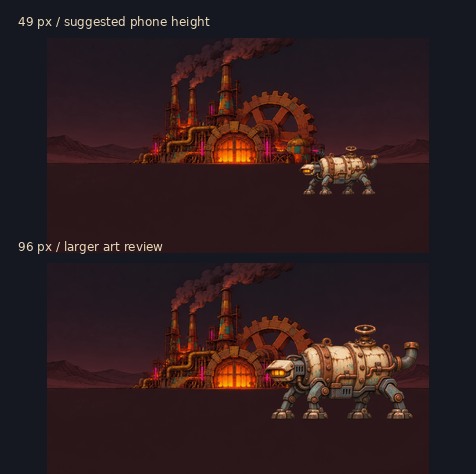 49 px / suggested phone height
96 px / larger art review